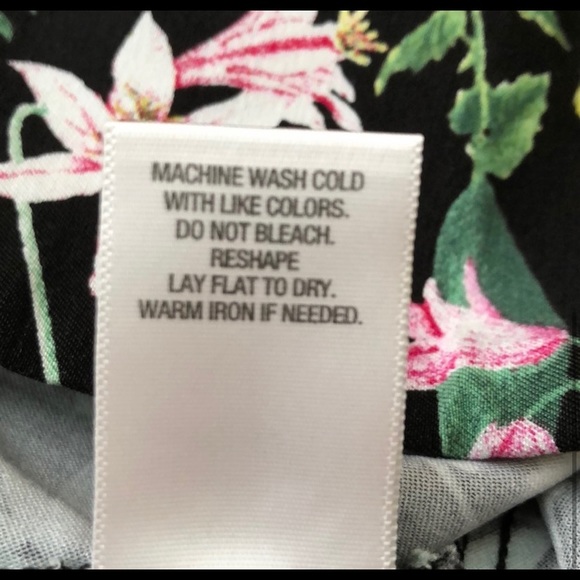 MACHINE WASH COLD
WITH LIKE COLORS.
DO NOT BLEACH.
RESHAPE
LAY FLAT TO DRY.
WARM IRON IF NEEDED.